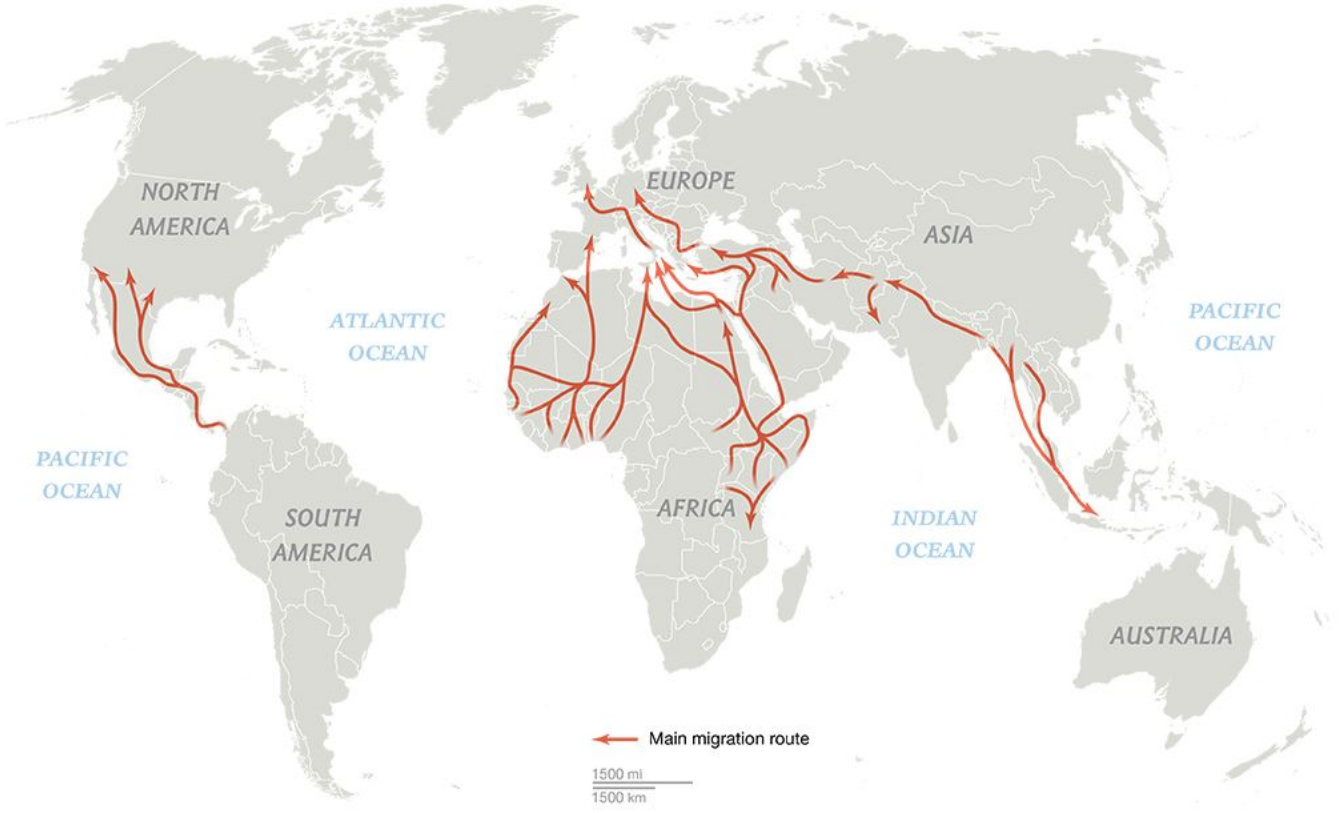 NORTH
AMERICA
EUROPE
ASIA
ATLANTIC
OCEAN
PACIFIC
OCEAN
PACIFIC
OCEAN
SOUTH
AMERICA
AFRICA
INDIAN
OCEAN
AUSTRALIA
Main migration route
1500 mi
1500 km